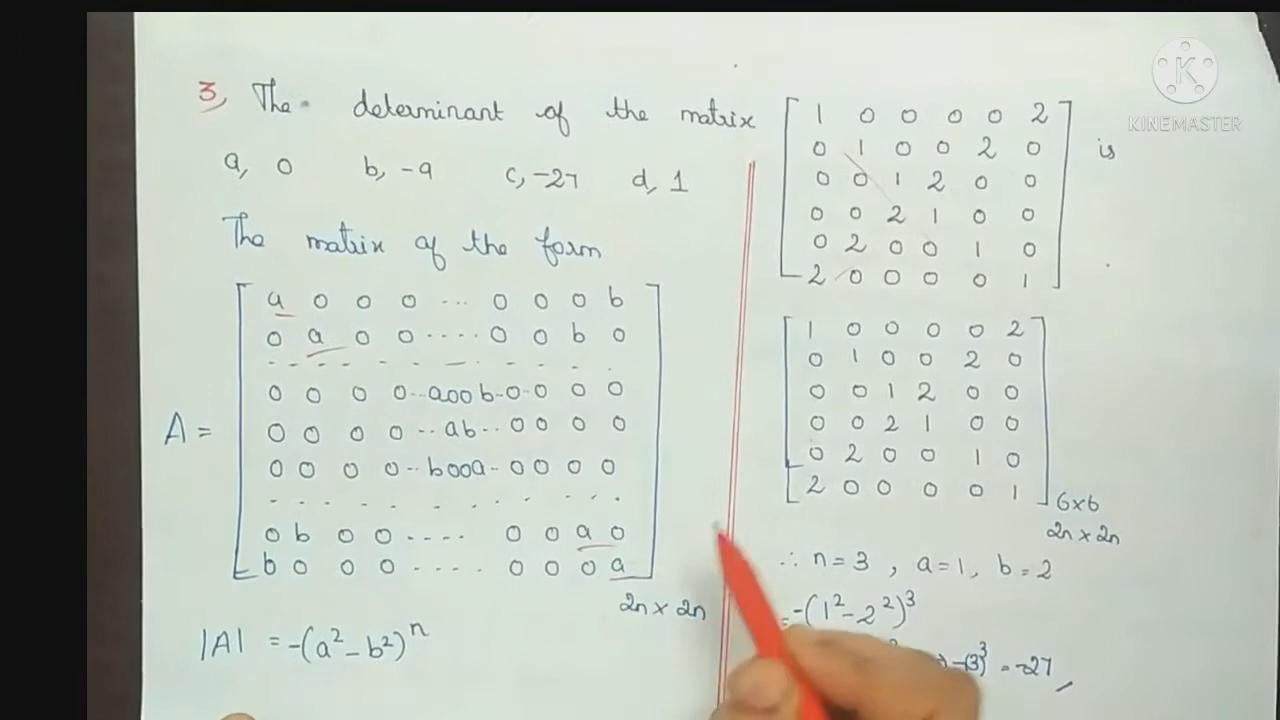 3, The determinant of the matrix
1 0 0 0 0 2
0 1 0 0 2 0
0 0 1 2 0 0
0 0 2 1 0 0
0 2 0 0 1 0
2 0 0 0 0 1
is
a, 0 b, -9 c, -27 d, 1
The matrix of the form
A =
a 0 0 0 ... 0 0 0 b
0 a 0 0 .... 0 0 b 0
- - - - - - - - - -
0 0 0 0 .. a00b - 0 - 0 0 0
0 0 0 0 .. ab .. 0 0 0 0
0 0 0 0 .. b00a - 0 0 0 0
. . . . . . . . . .
0 b 0 0 .... 0 0 a 0
b 0 0 0 .... 0 0 0 a
2n x 2n
|A| = -(a² - b²)ⁿ
1 0 0 0 0 2
0 1 0 0 2 0
0 0 1 2 0 0
0 0 2 1 0 0
0 2 0 0 1 0
2 0 0 0 0 1
6x6
2n x 2n
∴ n = 3 , a = 1, b = 2
= -(1² - 2²)³
-(3)³ = -27,
K
KINEMASTER